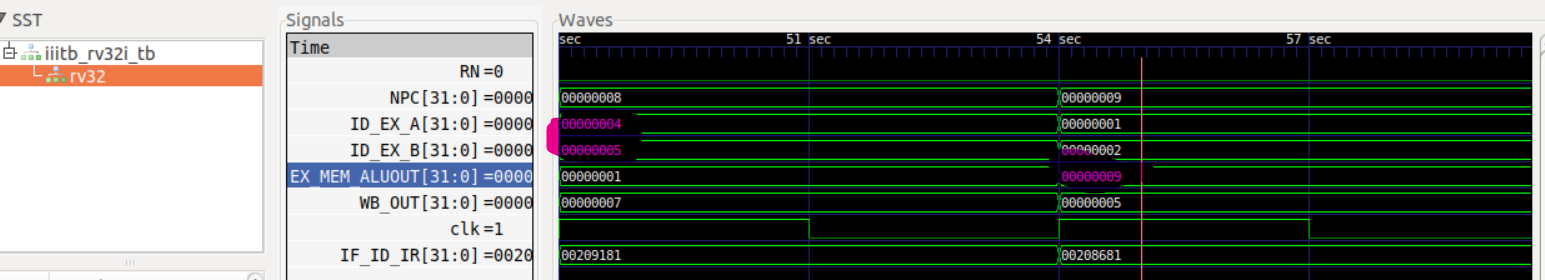 SST Signals Waves
iiitb_rv32i_tb
rv32
Time sec 51 sec 54 sec 57 sec
RN=0
NPC[31:0]=0000 00000008 00000009
ID_EX_A[31:0]=0000 00000004 00000001
ID_EX_B[31:0]=0000 00000005 00000002
EX_MEM_ALUOUT[31:0]=0000 00000001 00000009
WB_OUT[31:0]=0000 00000007 00000005
clk=1
IF_ID_IR[31:0]=0020 00209181 00208681